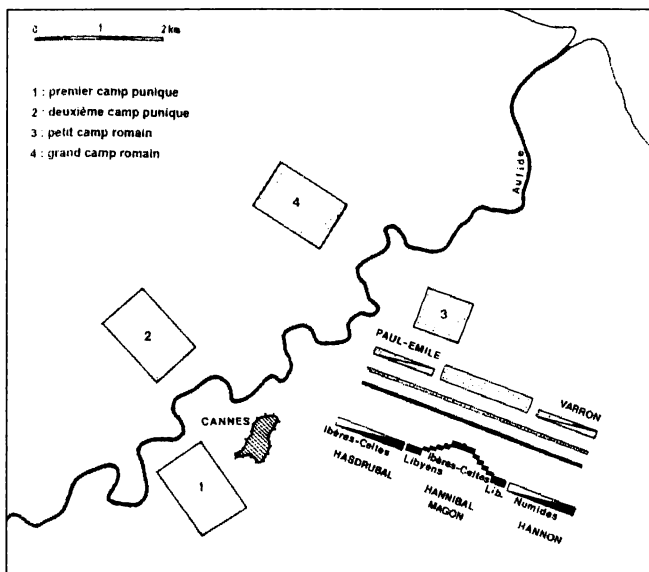 0 1 2 km
1 : premier camp punique
2 : deuxième camp punique
3 : petit camp romain
4 : grand camp romain
Aufide
4
3
2
PAUL-EMILE
VARRON
CANNES
1
Ibères-Celtes
Libyens
Ibères-Celtes
Lib.
Numides
HASDRUBAL
HANNIBAL
MAGON
HANNON